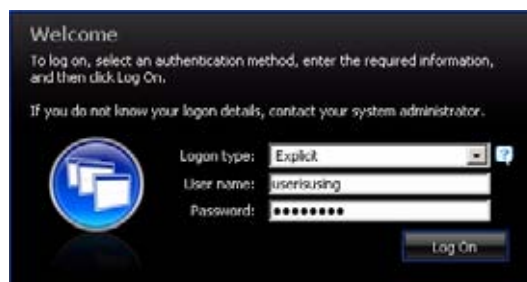 Welcome
To log on, select an authentication method, enter the required information,
and then click Log On.
If you do not know your logon details, contact your system administrator.
Logon type: Explicit
User name: userisusing
Password: ••••••••
Log On